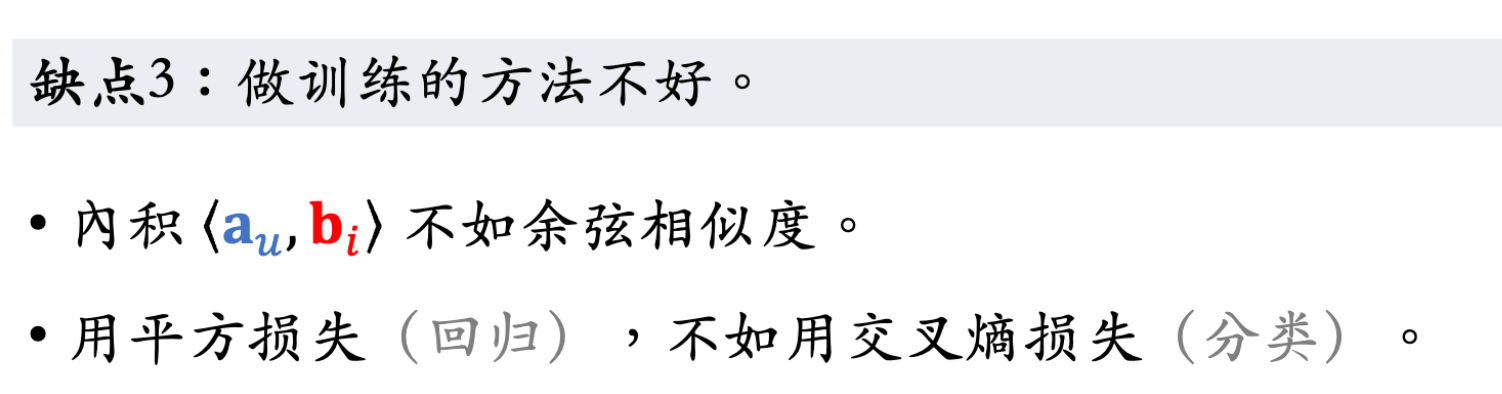 缺点3：做训练的方法不好。
• 内积 ⟨a_u, b_i⟩ 不如余弦相似度。
• 用平方损失（回归），不如用交叉熵损失（分类）。